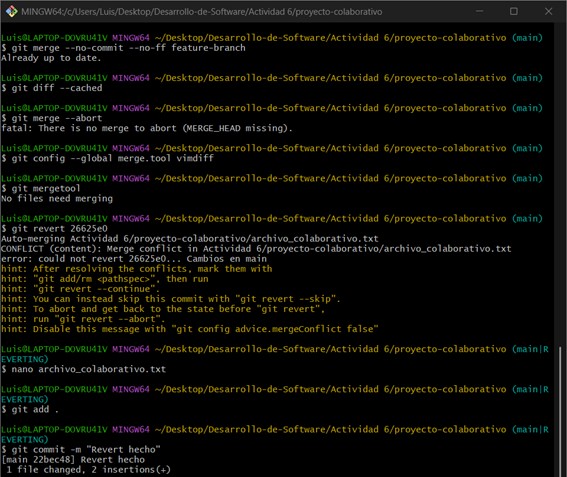 MINGW64:/c/Users/Luis/Desktop/Desarrollo-de-Software/Actividad 6/proyecto-colaborativo
Luis@LAPTOP-DOVRU41V MINGW64 ~/Desktop/Desarrollo-de-Software/Actividad 6/proyecto-colaborativo (main)
$ git merge --no-commit --no-ff feature-branch
Already up to date.
Luis@LAPTOP-DOVRU41V MINGW64 ~/Desktop/Desarrollo-de-Software/Actividad 6/proyecto-colaborativo (main)
$ git diff --cached
Luis@LAPTOP-DOVRU41V MINGW64 ~/Desktop/Desarrollo-de-Software/Actividad 6/proyecto-colaborativo (main)
$ git merge --abort
fatal: There is no merge to abort (MERGE_HEAD missing).
Luis@LAPTOP-DOVRU41V MINGW64 ~/Desktop/Desarrollo-de-Software/Actividad 6/proyecto-colaborativo (main)
$ git config --global merge.tool vimdiff
Luis@LAPTOP-DOVRU41V MINGW64 ~/Desktop/Desarrollo-de-Software/Actividad 6/proyecto-colaborativo (main)
$ git mergetool
No files need merging
Luis@LAPTOP-DOVRU41V MINGW64 ~/Desktop/Desarrollo-de-Software/Actividad 6/proyecto-colaborativo (main)
$ git revert 26625e0
Auto-merging Actividad 6/proyecto-colaborativo/archivo_colaborativo.txt
CONFLICT (content): Merge conflict in Actividad 6/proyecto-colaborativo/archivo_colaborativo.txt
error: could not revert 26625e0... Cambios en main
hint: After resolving the conflicts, mark them with
hint: "git add/rm <pathspec>", then run
hint: "git revert --continue".
hint: You can instead skip this commit with "git revert --skip".
hint: To abort and get back to the state before "git revert",
hint: run "git revert --abort".
hint: Disable this message with "git config advice.mergeConflict false"
Luis@LAPTOP-DOVRU41V MINGW64 ~/Desktop/Desarrollo-de-Software/Actividad 6/proyecto-colaborativo (main|R
EVERTING)
$ nano archivo_colaborativo.txt
Luis@LAPTOP-DOVRU41V MINGW64 ~/Desktop/Desarrollo-de-Software/Actividad 6/proyecto-colaborativo (main|R
EVERTING)
$ git add .
Luis@LAPTOP-DOVRU41V MINGW64 ~/Desktop/Desarrollo-de-Software/Actividad 6/proyecto-colaborativo (main|R
EVERTING)
$ git commit -m "Revert hecho"
[main 22bec48] Revert hecho
1 file changed, 2 insertions(+)